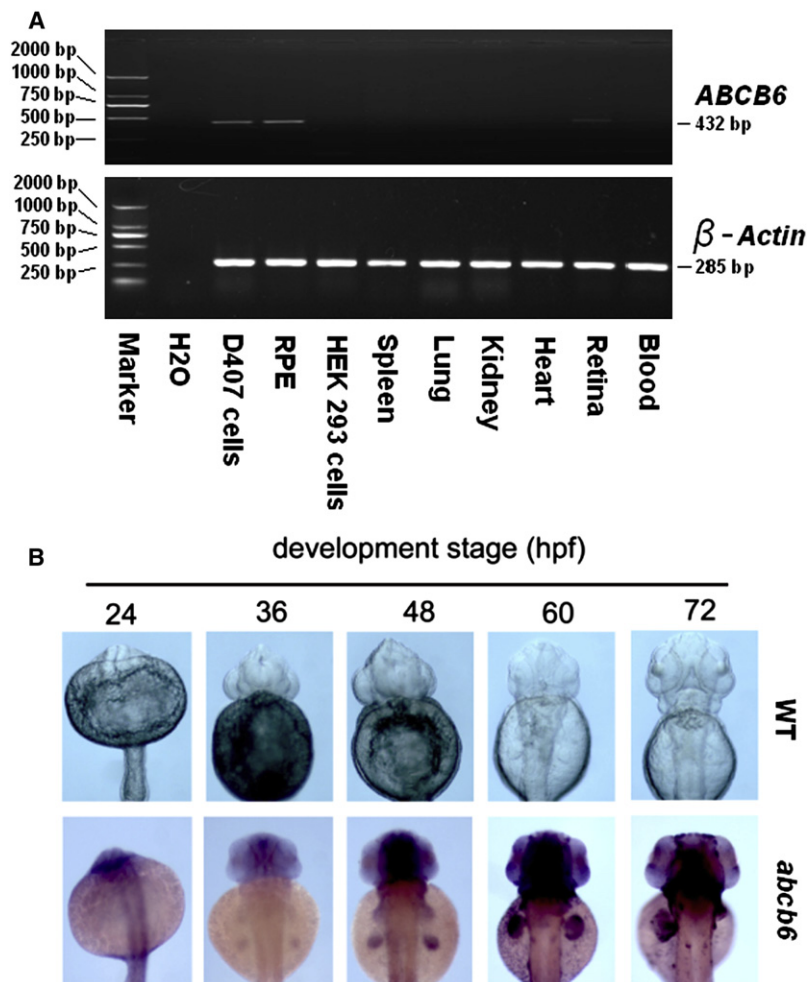 A
2000 bp
1000 bp
750 bp
500 bp
250 bp
ABCB6
432 bp
2000 bp
1000 bp
750 bp
500 bp
250 bp
β-Actin
285 bp
Marker
H2O
D407 cells
RPE
HEK 293 cells
Spleen
Lung
Kidney
Heart
Retina
Blood
B
development stage (hpf)
24 36 48 60 72
WT
abcb6